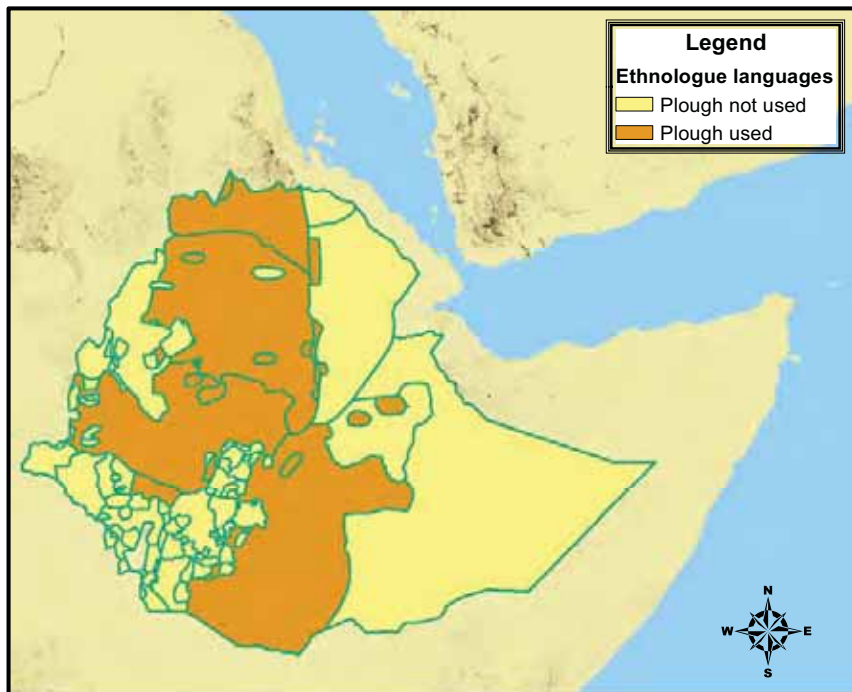 Legend
Ethnologue languages
Plough not used
Plough used
N
W E
S